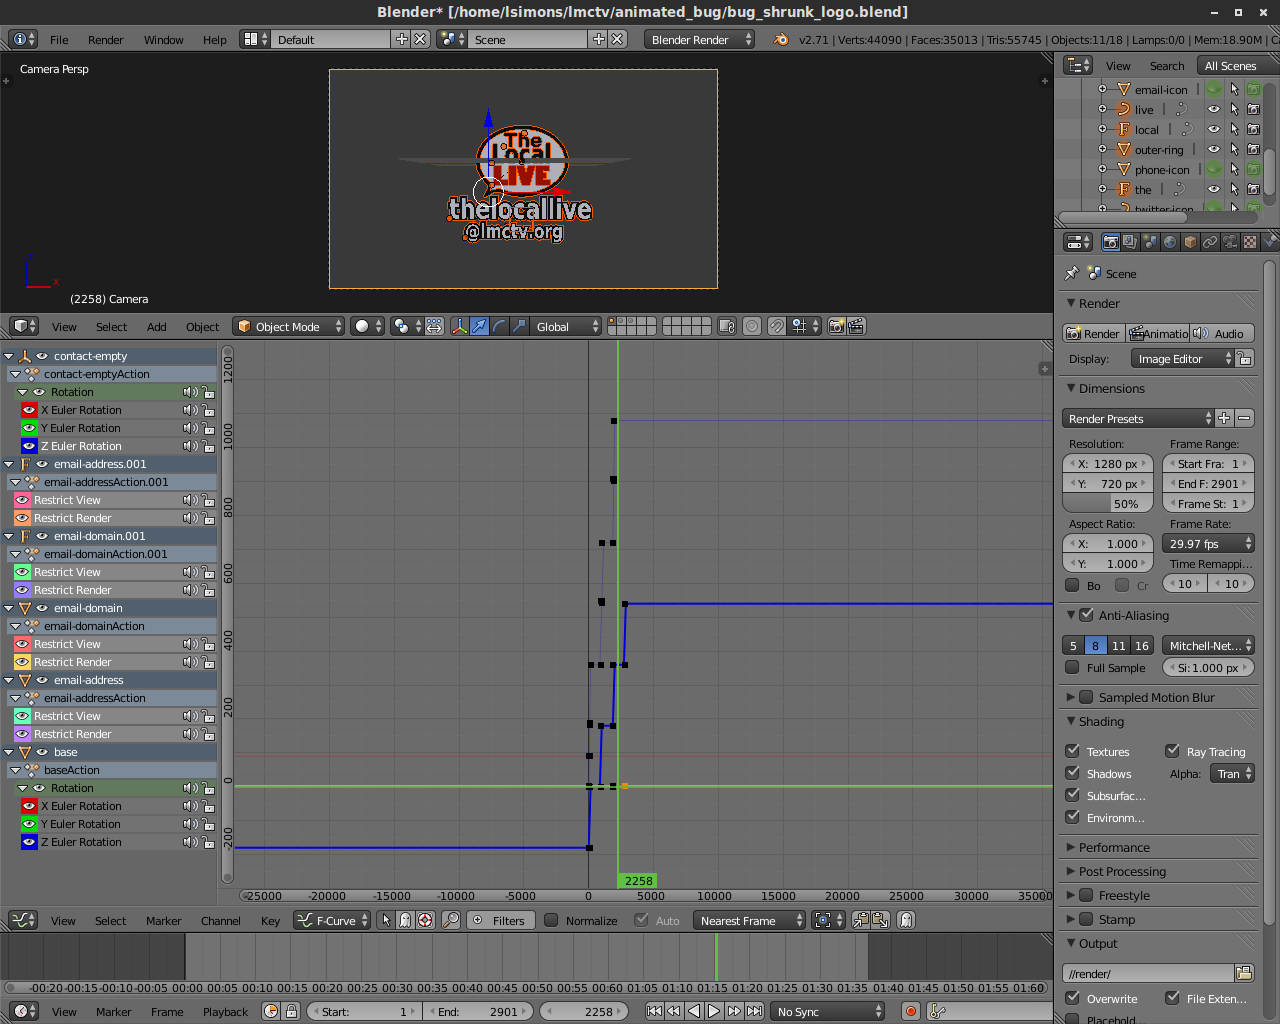 Blender* [/home/lsimons/lmctv/animated_bug/bug_shrunk_logo.blend]
File Render Window Help Default Scene Blender Render v2.71 | Verts:44090 | Faces:35013 | Tris:55745 | Objects:11/18 | Lamps:0/0 | Mem:18.90M |
Camera Persp
The
Local
LIVE
thelocallive
@lmctv.org
z
x
(2258) Camera
View Search All Scenes
email-icon
live
local
outer-ring
phone-icon
the
twitter-icon
View Select Add Object Object Mode Global
contact-empty
contact-emptyAction
Rotation
X Euler Rotation
Y Euler Rotation
Z Euler Rotation
email-address.001
email-addressAction.001
Restrict View
Restrict Render
email-domain.001
email-domainAction.001
Restrict View
Restrict Render
email-domain
email-domainAction
Restrict View
Restrict Render
email-address
email-addressAction
Restrict View
Restrict Render
base
baseAction
Rotation
X Euler Rotation
Y Euler Rotation
Z Euler Rotation
1200
1000
800
600
400
200
0
-200
2258
-25000 -20000 -15000 -10000 -5000 0 5000 10000 15000 20000 25000 30000 35000
View Select Marker Channel Key F-Curve Filters Normalize Auto Nearest Frame
-00:20 -00:15 -00:10 -00:05 00:00 00:05 00:10 00:15 00:20 00:25 00:30 00:35 00:40 00:45 00:50 00:60 01:05 01:10 01:15 01:20 01:25 01:30 01:35 01:40 01:45 01:50 01:55 01:60
View Marker Frame Playback Start: 1 End: 2901 2258 No Sync
Scene
Render
Render Animatio Audio
Display: Image Editor
Dimensions
Render Presets
Resolution: Frame Range:
X: 1280 px Start Fra: 1
Y: 720 px End F: 2901
50% Frame St: 1
Aspect Ratio: Frame Rate:
X: 1.000 29.97 fps
Y: 1.000 Time Remappi...
Bo Cr 10 10
Anti-Aliasing
5 8 11 16 Mitchell-Net...
Full Sample Si: 1.000 px
Sampled Motion Blur
Shading
Textures Ray Tracing
Shadows Alpha: Tran
Subsurfac...
Environm...
Performance
Post Processing
Freestyle
Stamp
Output
//render/
Overwrite File Exten...
Placehold...